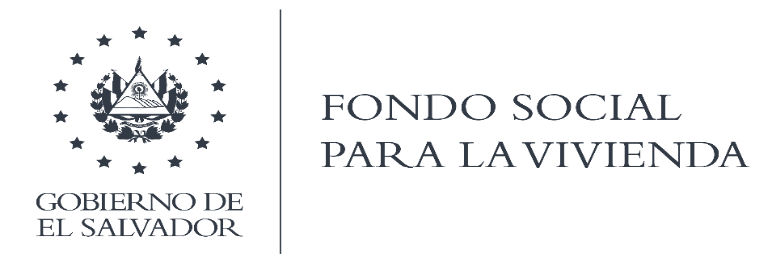 GOBIERNO DE
EL SALVADOR
FONDO SOCIAL
PARA LA VIVIENDA